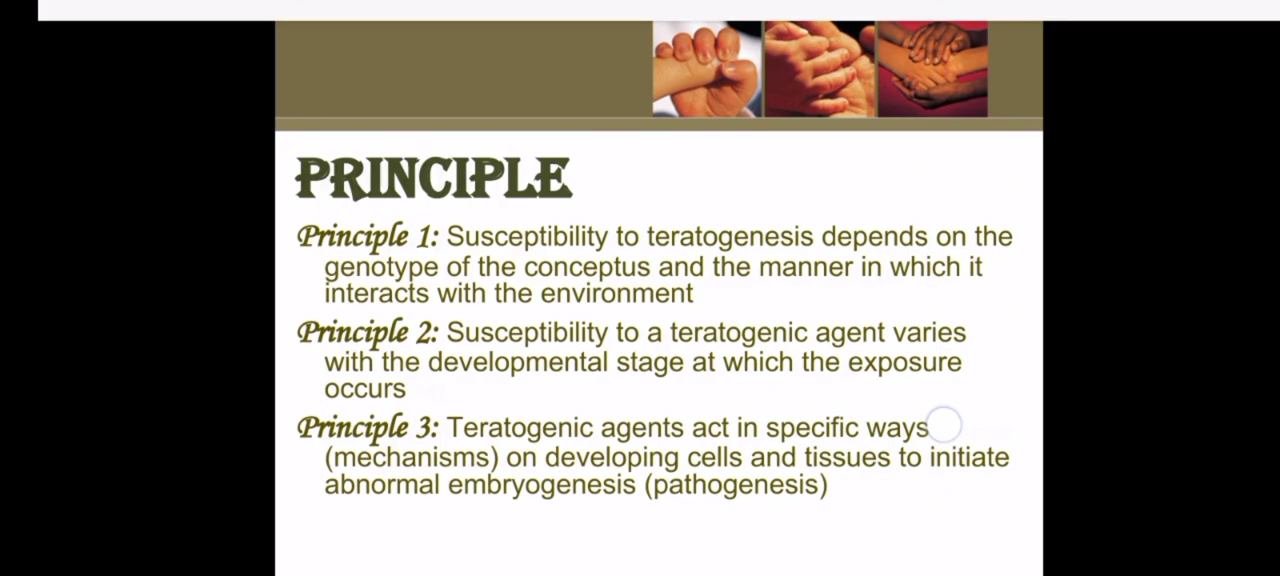 PRINCIPLE
Principle 1: Susceptibility to teratogenesis depends on the
genotype of the conceptus and the manner in which it
interacts with the environment
Principle 2: Susceptibility to a teratogenic agent varies
with the developmental stage at which the exposure
occurs
Principle 3: Teratogenic agents act in specific ways
(mechanisms) on developing cells and tissues to initiate
abnormal embryogenesis (pathogenesis)